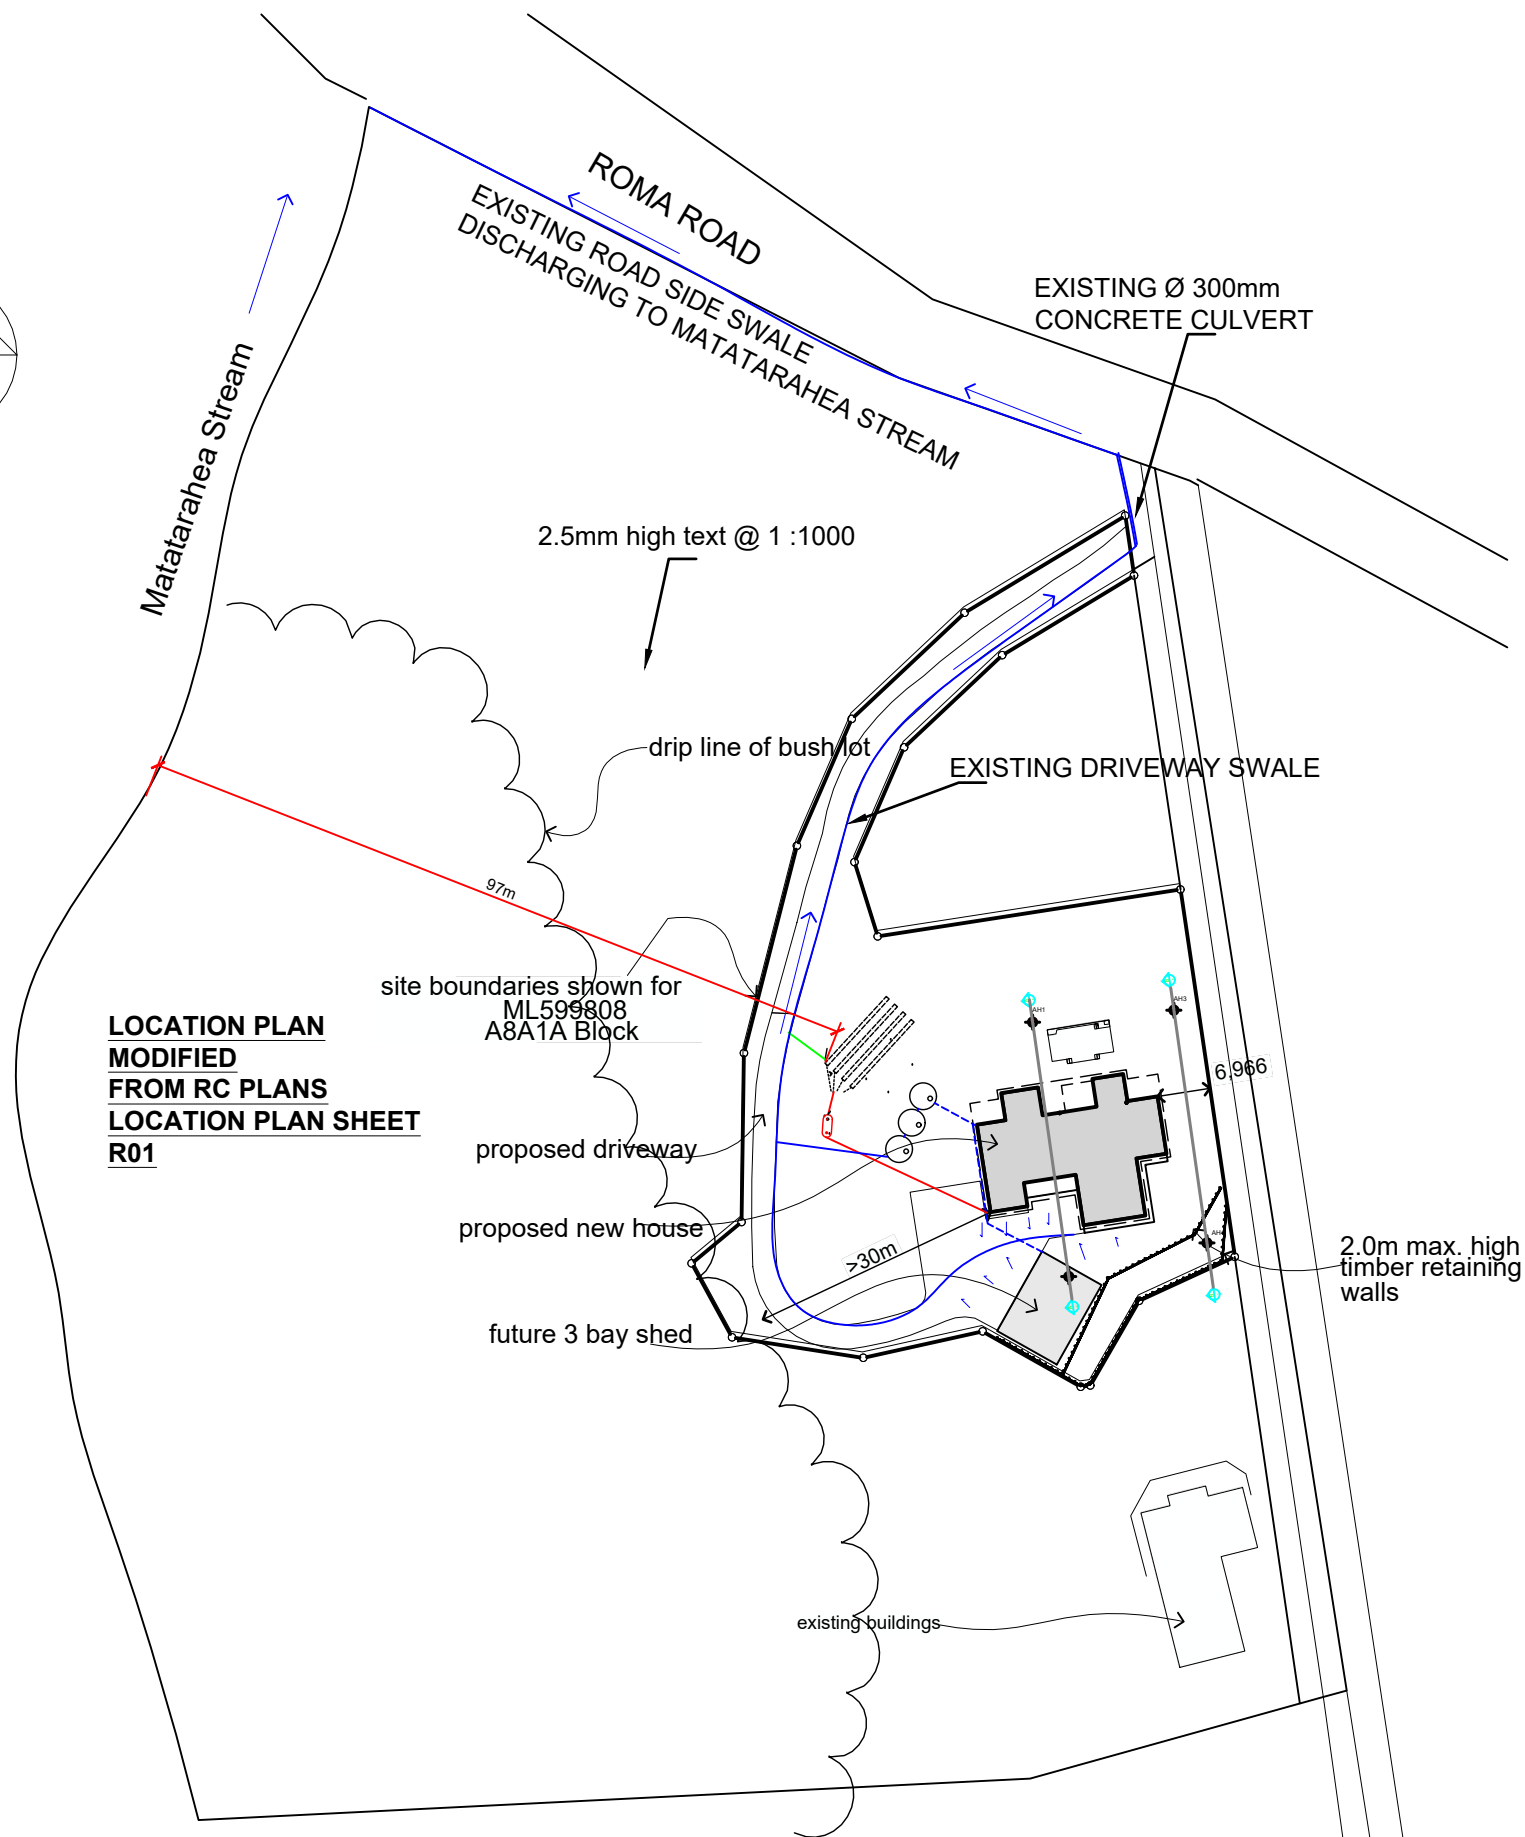 ROMA ROAD
EXISTING ROAD SIDE SWALE
DISCHARGING TO MATATARAHEA STREAM
EXISTING Ø 300mm
CONCRETE CULVERT
Matatarahea Stream
2.5mm high text @ 1 :1000
drip line of bush lot
EXISTING DRIVEWAY SWALE
97m
site boundaries shown for
ML599808
A8A1A Block
LOCATION PLAN
MODIFIED
FROM RC PLANS
LOCATION PLAN SHEET
R01
AH1
AH3
6,966
proposed driveway
proposed new house
>30m
2.0m max. high
timber retaining
walls
future 3 bay shed
existing buildings